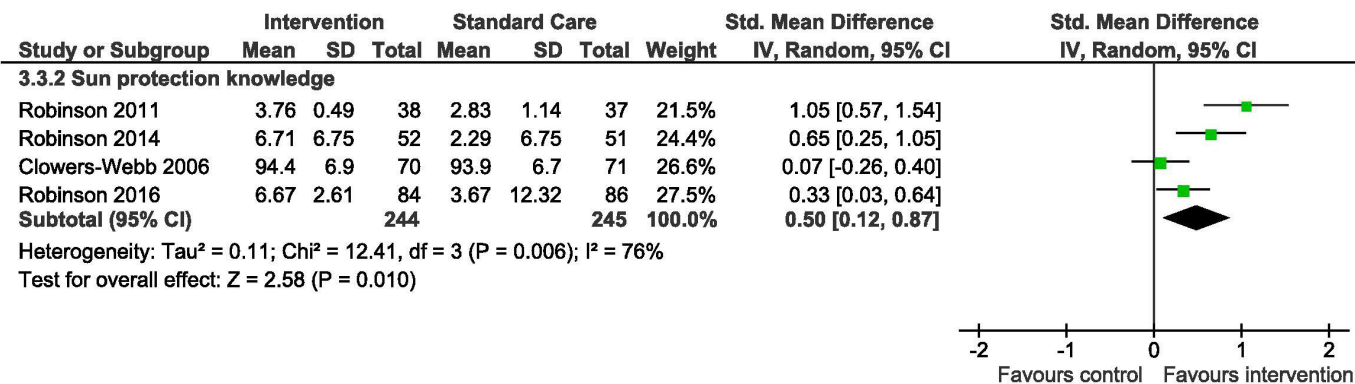 Intervention Standard Care Std. Mean Difference Std. Mean Difference
Study or Subgroup Mean SD Total Mean SD Total Weight IV, Random, 95% CI IV, Random, 95% CI
3.3.2 Sun protection knowledge
Robinson 2011 3.76 0.49 38 2.83 1.14 37 21.5% 1.05 [0.57, 1.54]
Robinson 2014 6.71 6.75 52 2.29 6.75 51 24.4% 0.65 [0.25, 1.05]
Clowers-Webb 2006 94.4 6.9 70 93.9 6.7 71 26.6% 0.07 [-0.26, 0.40]
Robinson 2016 6.67 2.61 84 3.67 12.32 86 27.5% 0.33 [0.03, 0.64]
Subtotal (95% CI) 244 245 100.0% 0.50 [0.12, 0.87]
Heterogeneity: Tau² = 0.11; Chi² = 12.41, df = 3 (P = 0.006); I² = 76%
Test for overall effect: Z = 2.58 (P = 0.010)
-2 -1 0 1 2
Favours control Favours intervention